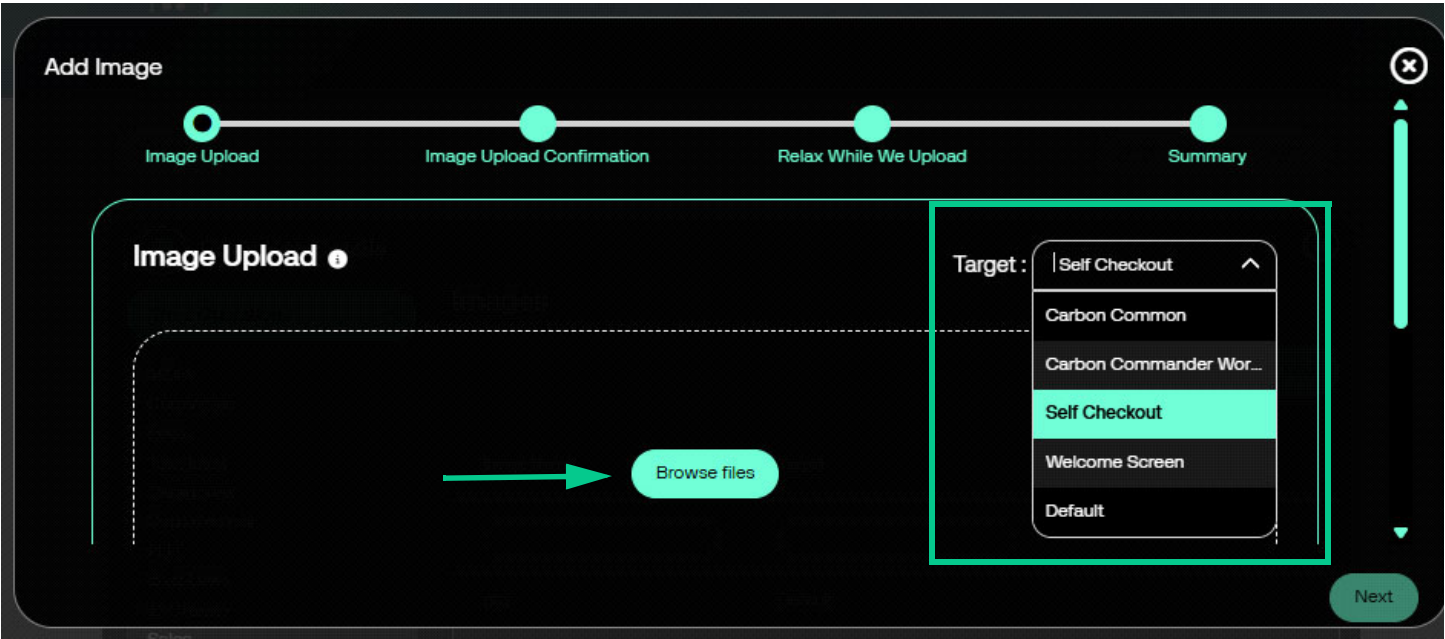 Add Image
Image Upload
Image Upload Confirmation
Relax While We Upload
Summary
Image Upload
Target :
Self Checkout
Carbon Common
Carbon Commander Wor...
Self Checkout
Welcome Screen
Default
Browse files
Next